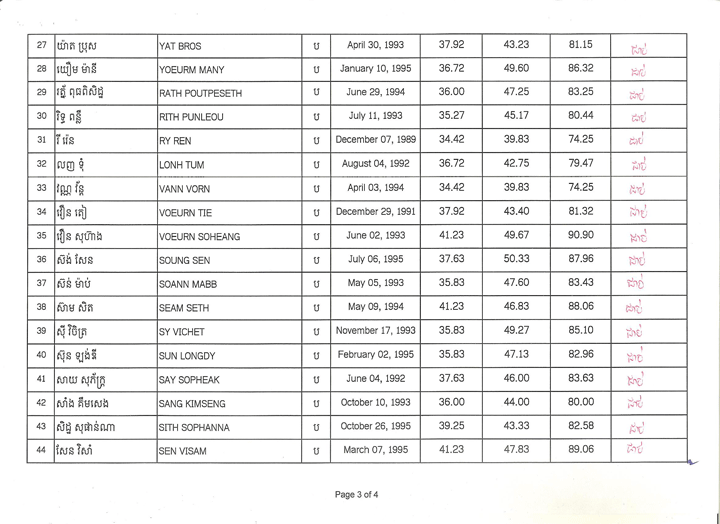 27 យ៉ាត ប្រុស YAT BROS ប April 30, 1993 37.92 43.23 81.15 ជាប់
28 យឿម ម៉ានី YOEURM MANY ប January 10, 1995 36.72 49.60 86.32 ជាប់
29 រត្ន័ ពុធពិសិដ្ឋ RATH POUTPESETH ប June 29, 1994 36.00 47.25 83.25 ជាប់
30 រិទ្ធ ពន្លឺ RITH PUNLEOU ប July 11, 1993 35.27 45.17 80.44 ជាប់
31 រី រ៉េន RY REN ប December 07, 1989 34.42 39.83 74.25 ជាប់
32 លញ ទុំ LONH TUM ប August 04, 1992 36.72 42.75 79.47 ជាប់
33 វណ្ណ វ័ន្ត VANN VORN ប April 03, 1994 34.42 39.83 74.25 ជាប់
34 វឿន តៀ VOEURN TIE ប December 29, 1991 37.92 43.40 81.32 ជាប់
35 វឿន សុហ៊ាង VOEURN SOHEANG ប June 02, 1993 41.23 49.67 90.90 ជាប់
36 ស៊ង់ សែន SOUNG SEN ប July 06, 1995 37.63 50.33 87.96 ជាប់
37 ស៊ន់ ម៉ាប់ SOANN MABB ប May 05, 1993 35.83 47.60 83.43 ជាប់
38 ស៊ាម សិត SEAM SETH ប May 09, 1994 41.23 46.83 88.06 ជាប់
39 ស៊ី វិចិត្រ SY VICHET ប November 17, 1993 35.83 49.27 85.10 ជាប់
40 ស៊ុន ឡុងឌី SUN LONGDY ប February 02, 1995 35.83 47.13 82.96 ជាប់
41 សាយ សុភ័ក្ត្រ SAY SOPHEAK ប June 04, 1992 37.63 46.00 83.63 ជាប់
42 សាំង គឹមសេង SANG KIMSENG ប October 10, 1993 36.00 44.00 80.00 ជាប់
43 សិដ្ឋ សុផាន់ណា SITH SOPHANNA ប October 26, 1995 39.25 43.33 82.58 ជាប់
44 សែន វិសាំ SEN VISAM ប March 07, 1995 41.23 47.83 89.06 ជាប់
Page 3 of 4